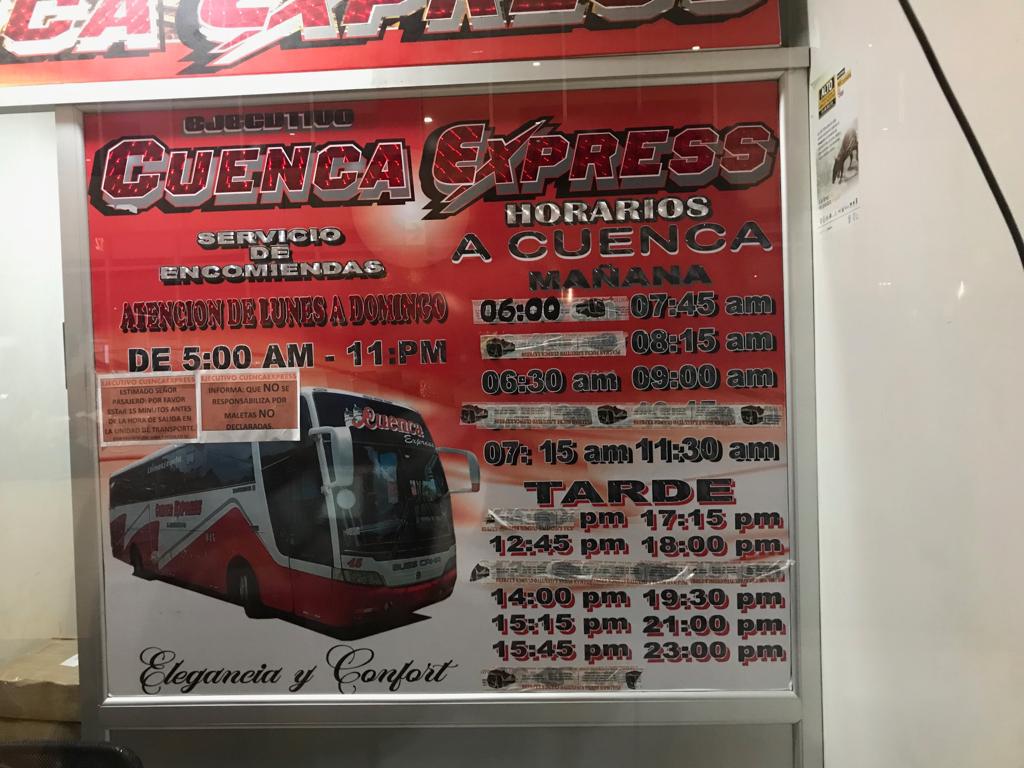 CA EXPRESS
EJECUTIVO
CUENCA EXPRESS
SERVICIO
DE
ENCOMIENDAS
ATENCION DE LUNES A DOMINGO
DE 5:00 AM - 11:PM
EJECUTIVO CUENCAEXPRESS
ESTIMADO SEÑOR
PASAJERO: POR FAVOR
ESTAR 15 MINUTOS ANTES
DE LA HORA DE SALIDA EN
LA UNIDAD DE TRANSPORTE.
EJECUTIVO CUENCAEXPRESS
INFORMA: QUE NO SE
RESPONSABILIZA POR
MALETAS NO
DECLARADAS.
Cuenca
Express
CUENCA EXPRESS
46
Elegancia y Confort
HORARIOS
A CUENCA
MAÑANA
06:00 07:45 am
08:15 am
06:30 am 09:00 am
07: 15 am 11:30 am
TARDE
pm 17:15 pm
12:45 pm 18:00 pm
14:00 pm 19:30 pm
15:15 pm 21:00 pm
15:45 pm 23:00 pm